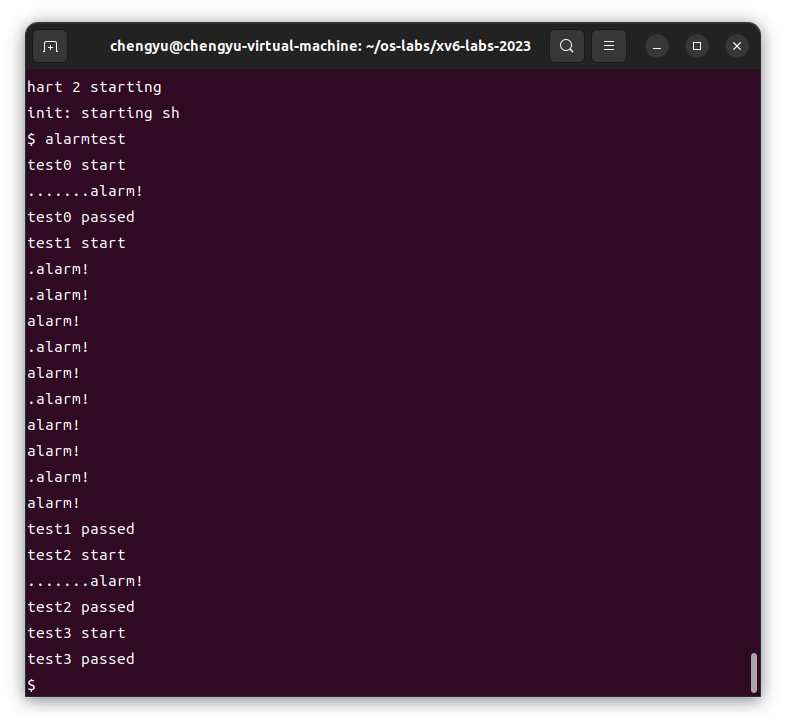 chengyu@chengyu-virtual-machine: ~/os-labs/xv6-labs-2023
hart 2 starting
init: starting sh
$ alarmtest
test0 start
.......alarm!
test0 passed
test1 start
.alarm!
.alarm!
alarm!
.alarm!
alarm!
.alarm!
alarm!
alarm!
.alarm!
alarm!
test1 passed
test2 start
.......alarm!
test2 passed
test3 start
test3 passed
$